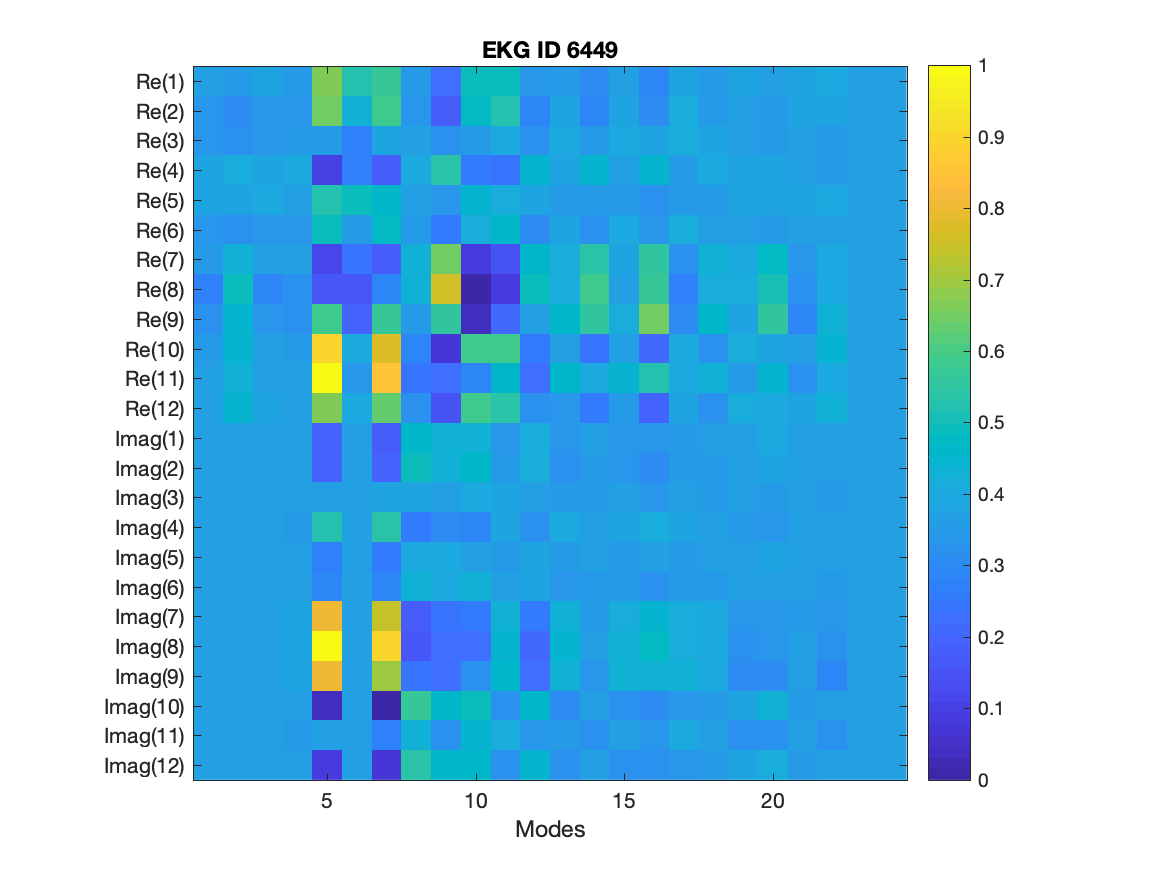 EKG ID 6449
Re(1)
Re(2)
Re(3)
Re(4)
Re(5)
Re(6)
Re(7)
Re(8)
Re(9)
Re(10)
Re(11)
Re(12)
Imag(1)
Imag(2)
Imag(3)
Imag(4)
Imag(5)
Imag(6)
Imag(7)
Imag(8)
Imag(9)
Imag(10)
Imag(11)
Imag(12)
5 10 15 20
Modes
1
0.9
0.8
0.7
0.6
0.5
0.4
0.3
0.2
0.1
0